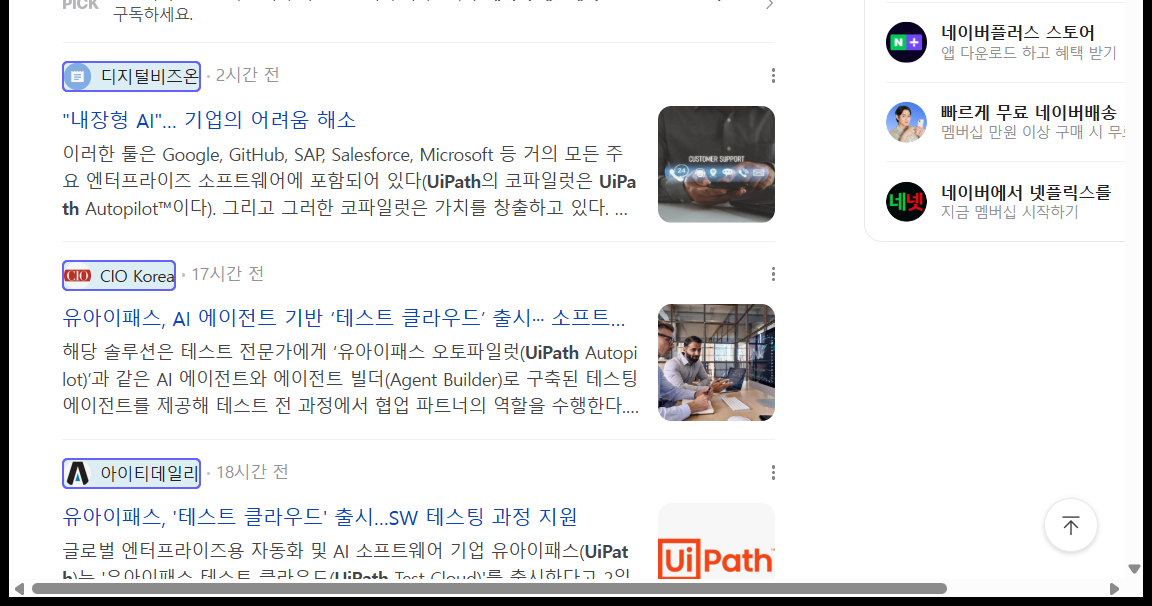 PICK
구독하세요.
디지털비즈온 · 2시간 전
"내장형 AI"... 기업의 어려움 해소
이러한 툴은 Google, GitHub, SAP, Salesforce, Microsoft 등 거의 모든 주
요 엔터프라이즈 소프트웨어에 포함되어 있다(UiPath의 코파일럿은 UiPa
th Autopilot™이다). 그리고 그러한 코파일럿은 가치를 창출하고 있다. ...
CUSTOMER SUPPORT
24
CIO CIO Korea · 17시간 전
유아이패스, AI 에이전트 기반 ‘테스트 클라우드’ 출시··· 소프트...
해당 솔루션은 테스트 전문가에게 ‘유아이패스 오토파일럿(UiPath Autopi
lot)’과 같은 AI 에이전트와 에이전트 빌더(Agent Builder)로 구축된 테스팅
에이전트를 제공해 테스트 전 과정에서 협업 파트너의 역할을 수행한다....
아이티데일리 · 18시간 전
유아이패스, '테스트 클라우드' 출시...SW 테스팅 과정 지원
글로벌 엔터프라이즈용 자동화 및 AI 소프트웨어 기업 유아이패스(UiPat
h)는 '유아이패스 테스트 클라우드(UiPath Test Cloud)'를 출시한다고 2일
UiPath
N +
네이버플러스 스토어
앱 다운로드 하고 혜택 받기
빠르게 무료 네이버배송
멤버십 만원 이상 구매 시 무료
네넷
네이버에서 넷플릭스를
지금 멤버십 시작하기